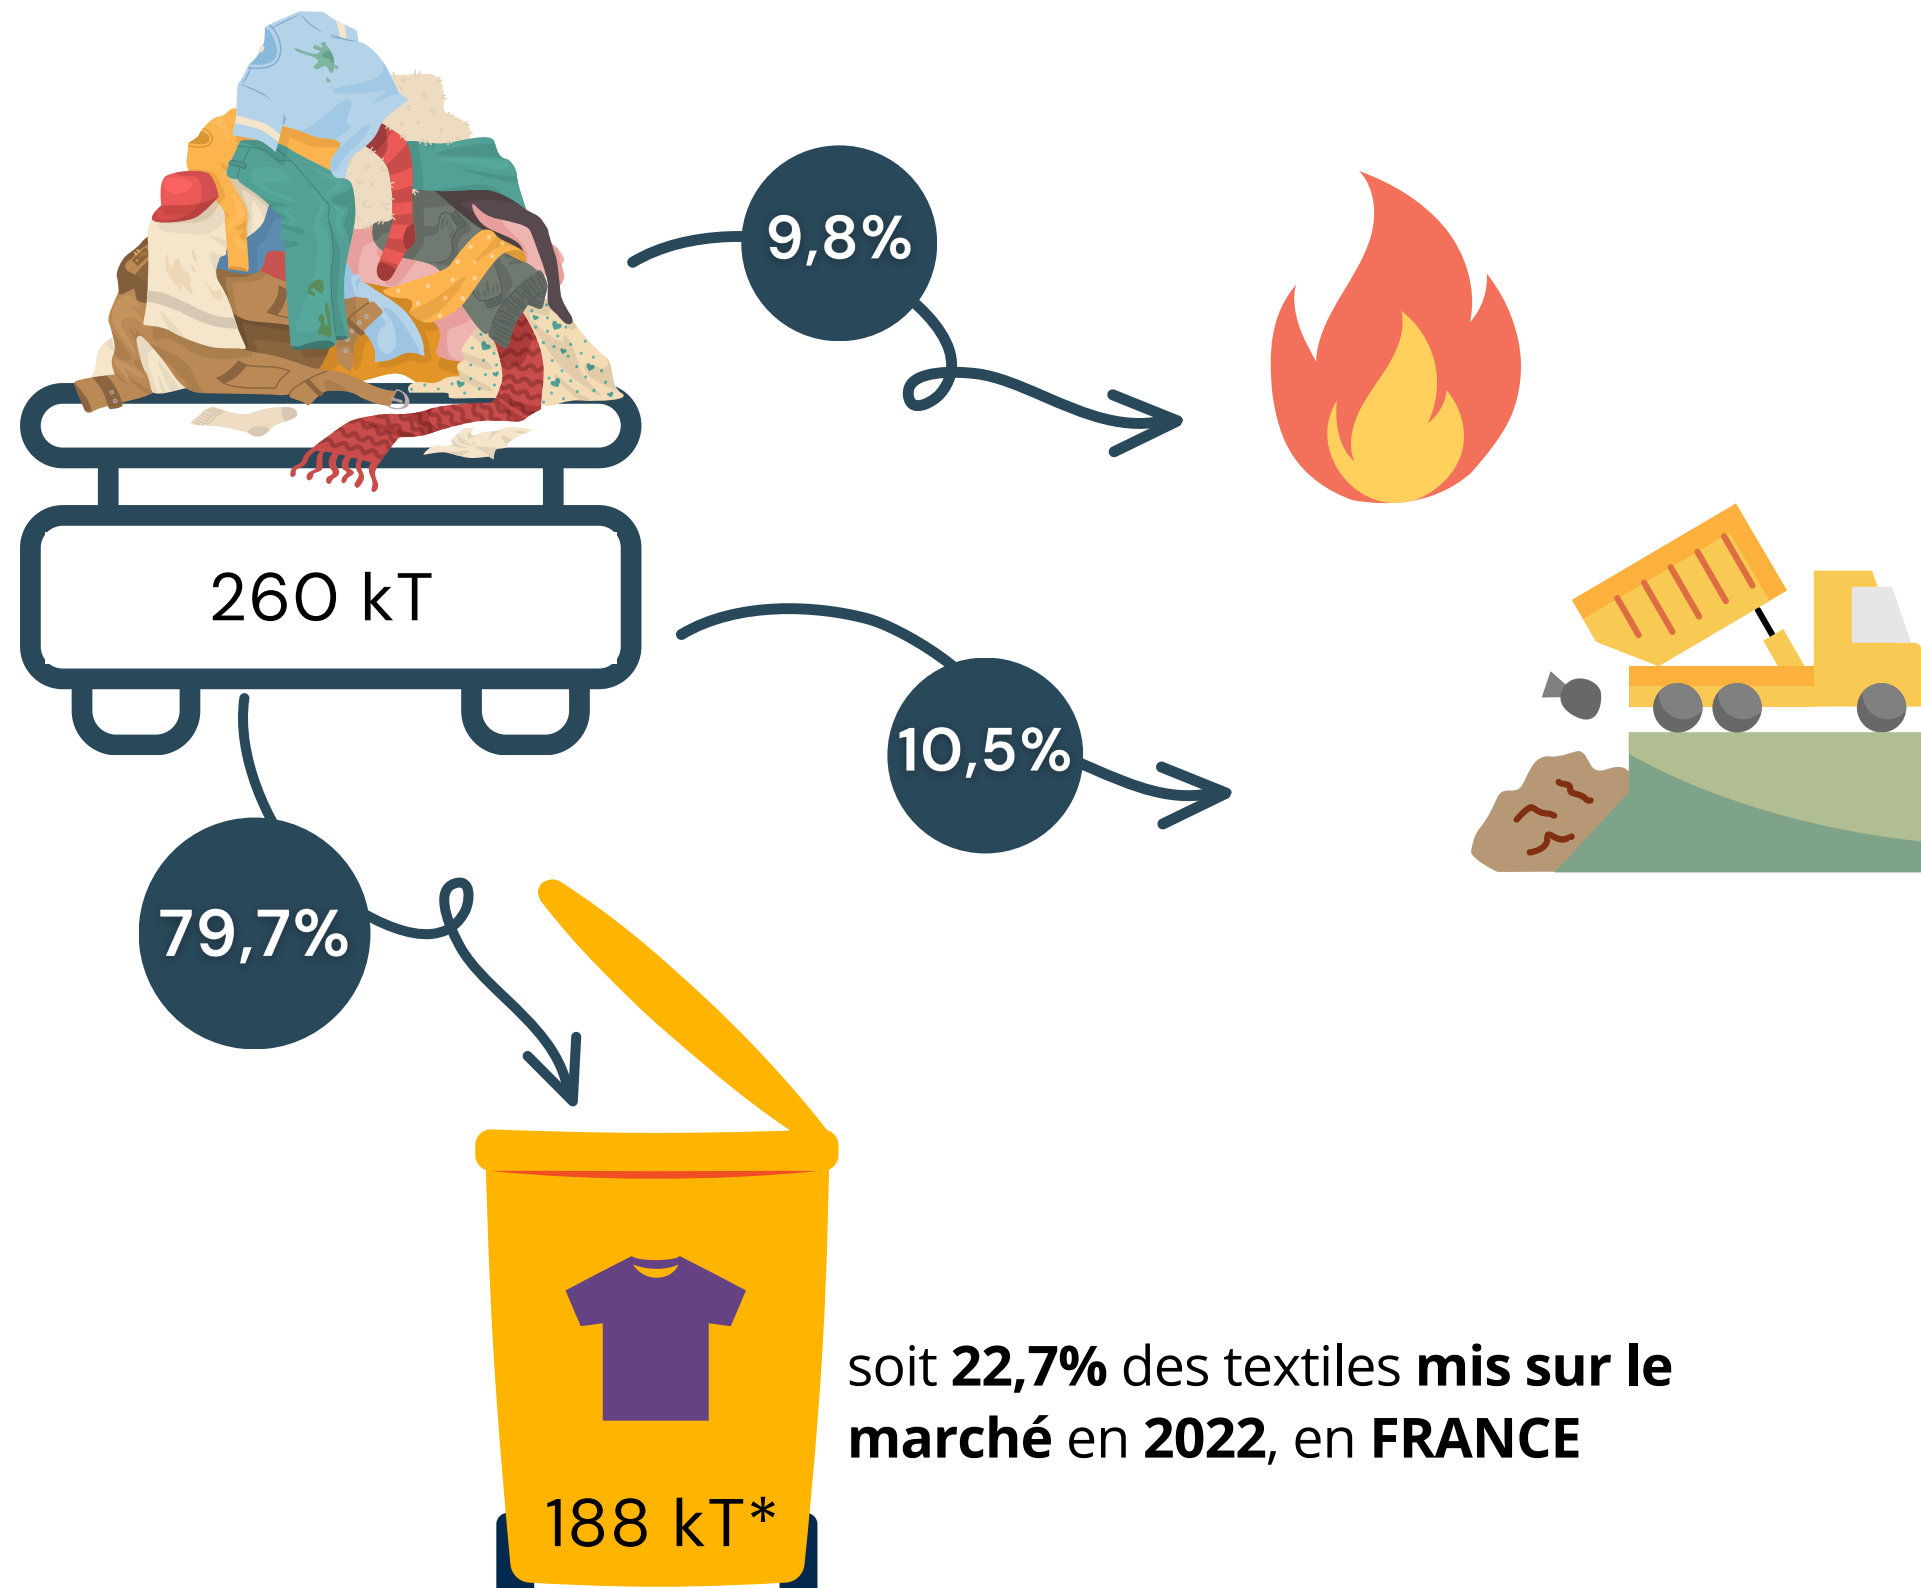 9,8%
260 kT
10,5%
79,7%
soit 22,7% des textiles mis sur le
marché en 2022, en FRANCE
188 kT*